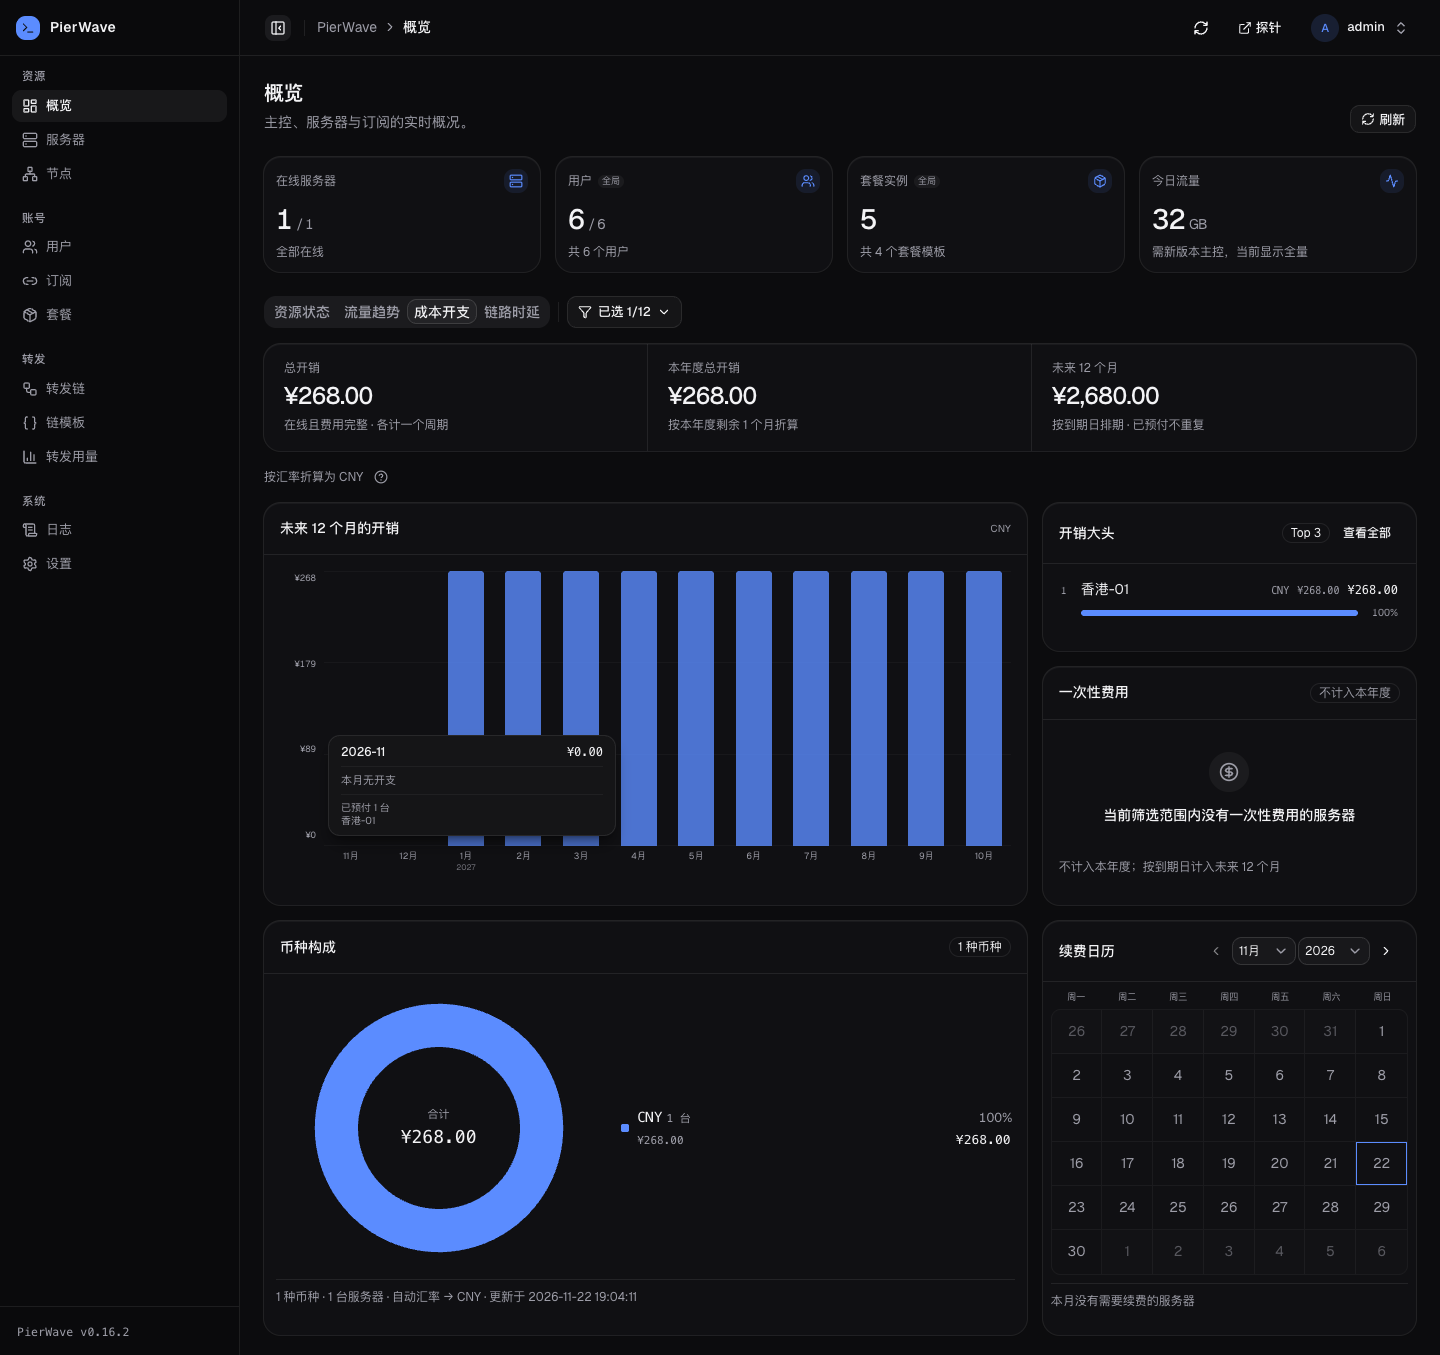 PierWave
PierWave
概览
探针
A
admin
资源
概览
服务器
节点
账号
用户
订阅
套餐
转发
转发链
链模板
转发用量
系统
日志
设置
PierWave v0.16.2
概览
主控、服务器与订阅的实时概况。
刷新
在线服务器
1 / 1
全部在线
用户 全局
6 / 6
共 6 个用户
套餐实例 全局
5
共 4 个套餐模板
今日流量
32 GB
需新版本主控，当前显示全量
资源状态 流量趋势 成本开支 链路时延
已选 1/12
总开销
¥268.00
在线且费用完整 · 各计一个周期
本年度总开销
¥268.00
按本年度剩余 1 个月折算
未来 12 个月
¥2,680.00
按到期日排期 · 已预付不重复
按汇率折算为 CNY
未来 12 个月的开销
CNY
¥268
¥179
¥89
¥0
2026-11 ¥0.00
本月无开支
已预付 1 台
香港-01
11月 12月 1月 2月 3月 4月 5月 6月 7月 8月 9月 10月
2027
开销大头
Top 3
查看全部
1 香港-01 CNY ¥268.00 ¥268.00
100%
一次性费用
不计入本年度
当前筛选范围内没有一次性费用的服务器
不计入本年度；按到期日计入未来 12 个月
币种构成
1 种币种
合计
¥268.00
CNY 1 台 100%
¥268.00 ¥268.00
1 种币种 · 1 台服务器 · 自动汇率 → CNY · 更新于 2026-11-22 19:04:11
续费日历
11月
2026
周一 周二 周三 周四 周五 周六 周日
26 27 28 29 30 31 1
2 3 4 5 6 7 8
9 10 11 12 13 14 15
16 17 18 19 20 21 22
23 24 25 26 27 28 29
30 1 2 3 4 5 6
本月没有需要续费的服务器